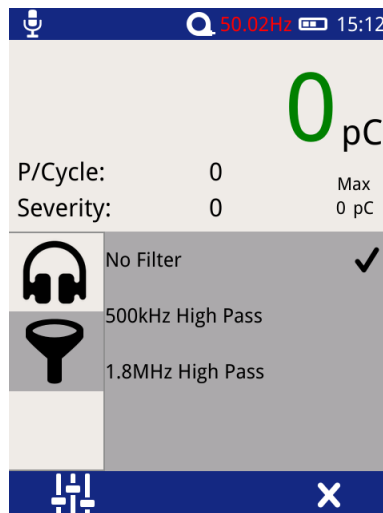 50.02Hz 15:12
0 pC
P/Cycle: 0
Max
Severity: 0
0 pC
No Filter
500kHz High Pass
1.8MHz High Pass